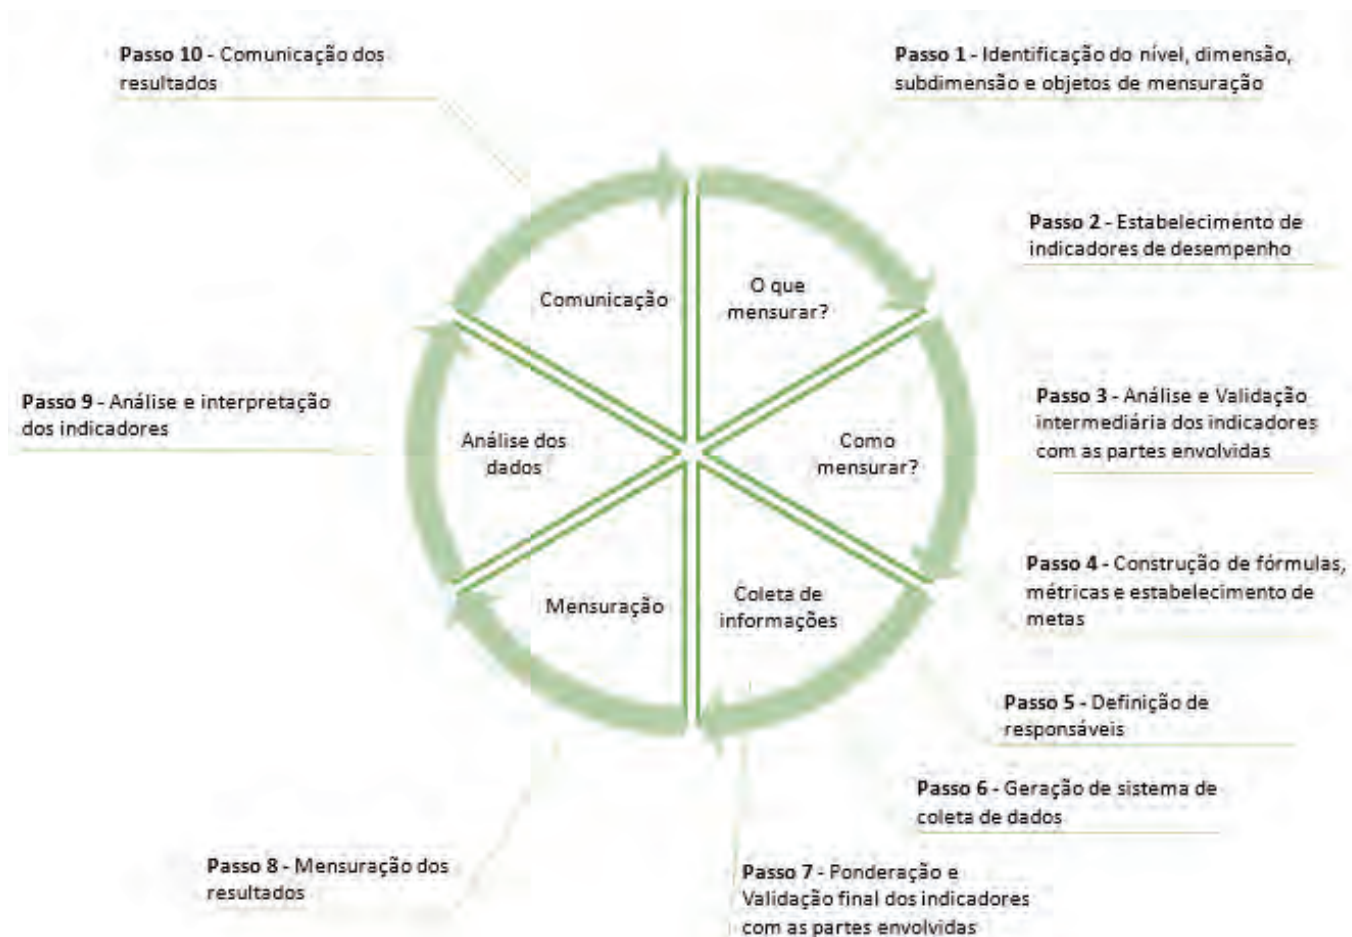 Passo 10 - Comunicação dos
resultados
Passo 1 - Identificação do nível, dimensão,
subdimensão e objetos de mensuração
Passo 2 - Estabelecimento de
indicadores de desempenho
Comunicação
O que
mensurar?
Passo 9 - Análise e interpretação
dos indicadores
Passo 3 - Análise e Validação
intermediária dos indicadores
com as partes envolvidas
Análise dos
dados
Como
mensurar?
Passo 4 - Construção de fórmulas,
métricas e estabelecimento de
metas
Mensuração
Coleta de
informações
Passo 5 - Definição de
responsáveis
Passo 6 - Geração de sistema de
coleta de dados
Passo 8 - Mensuração dos
resultados
Passo 7 - Ponderação e
Validação final dos indicadores
com as partes envolvidas